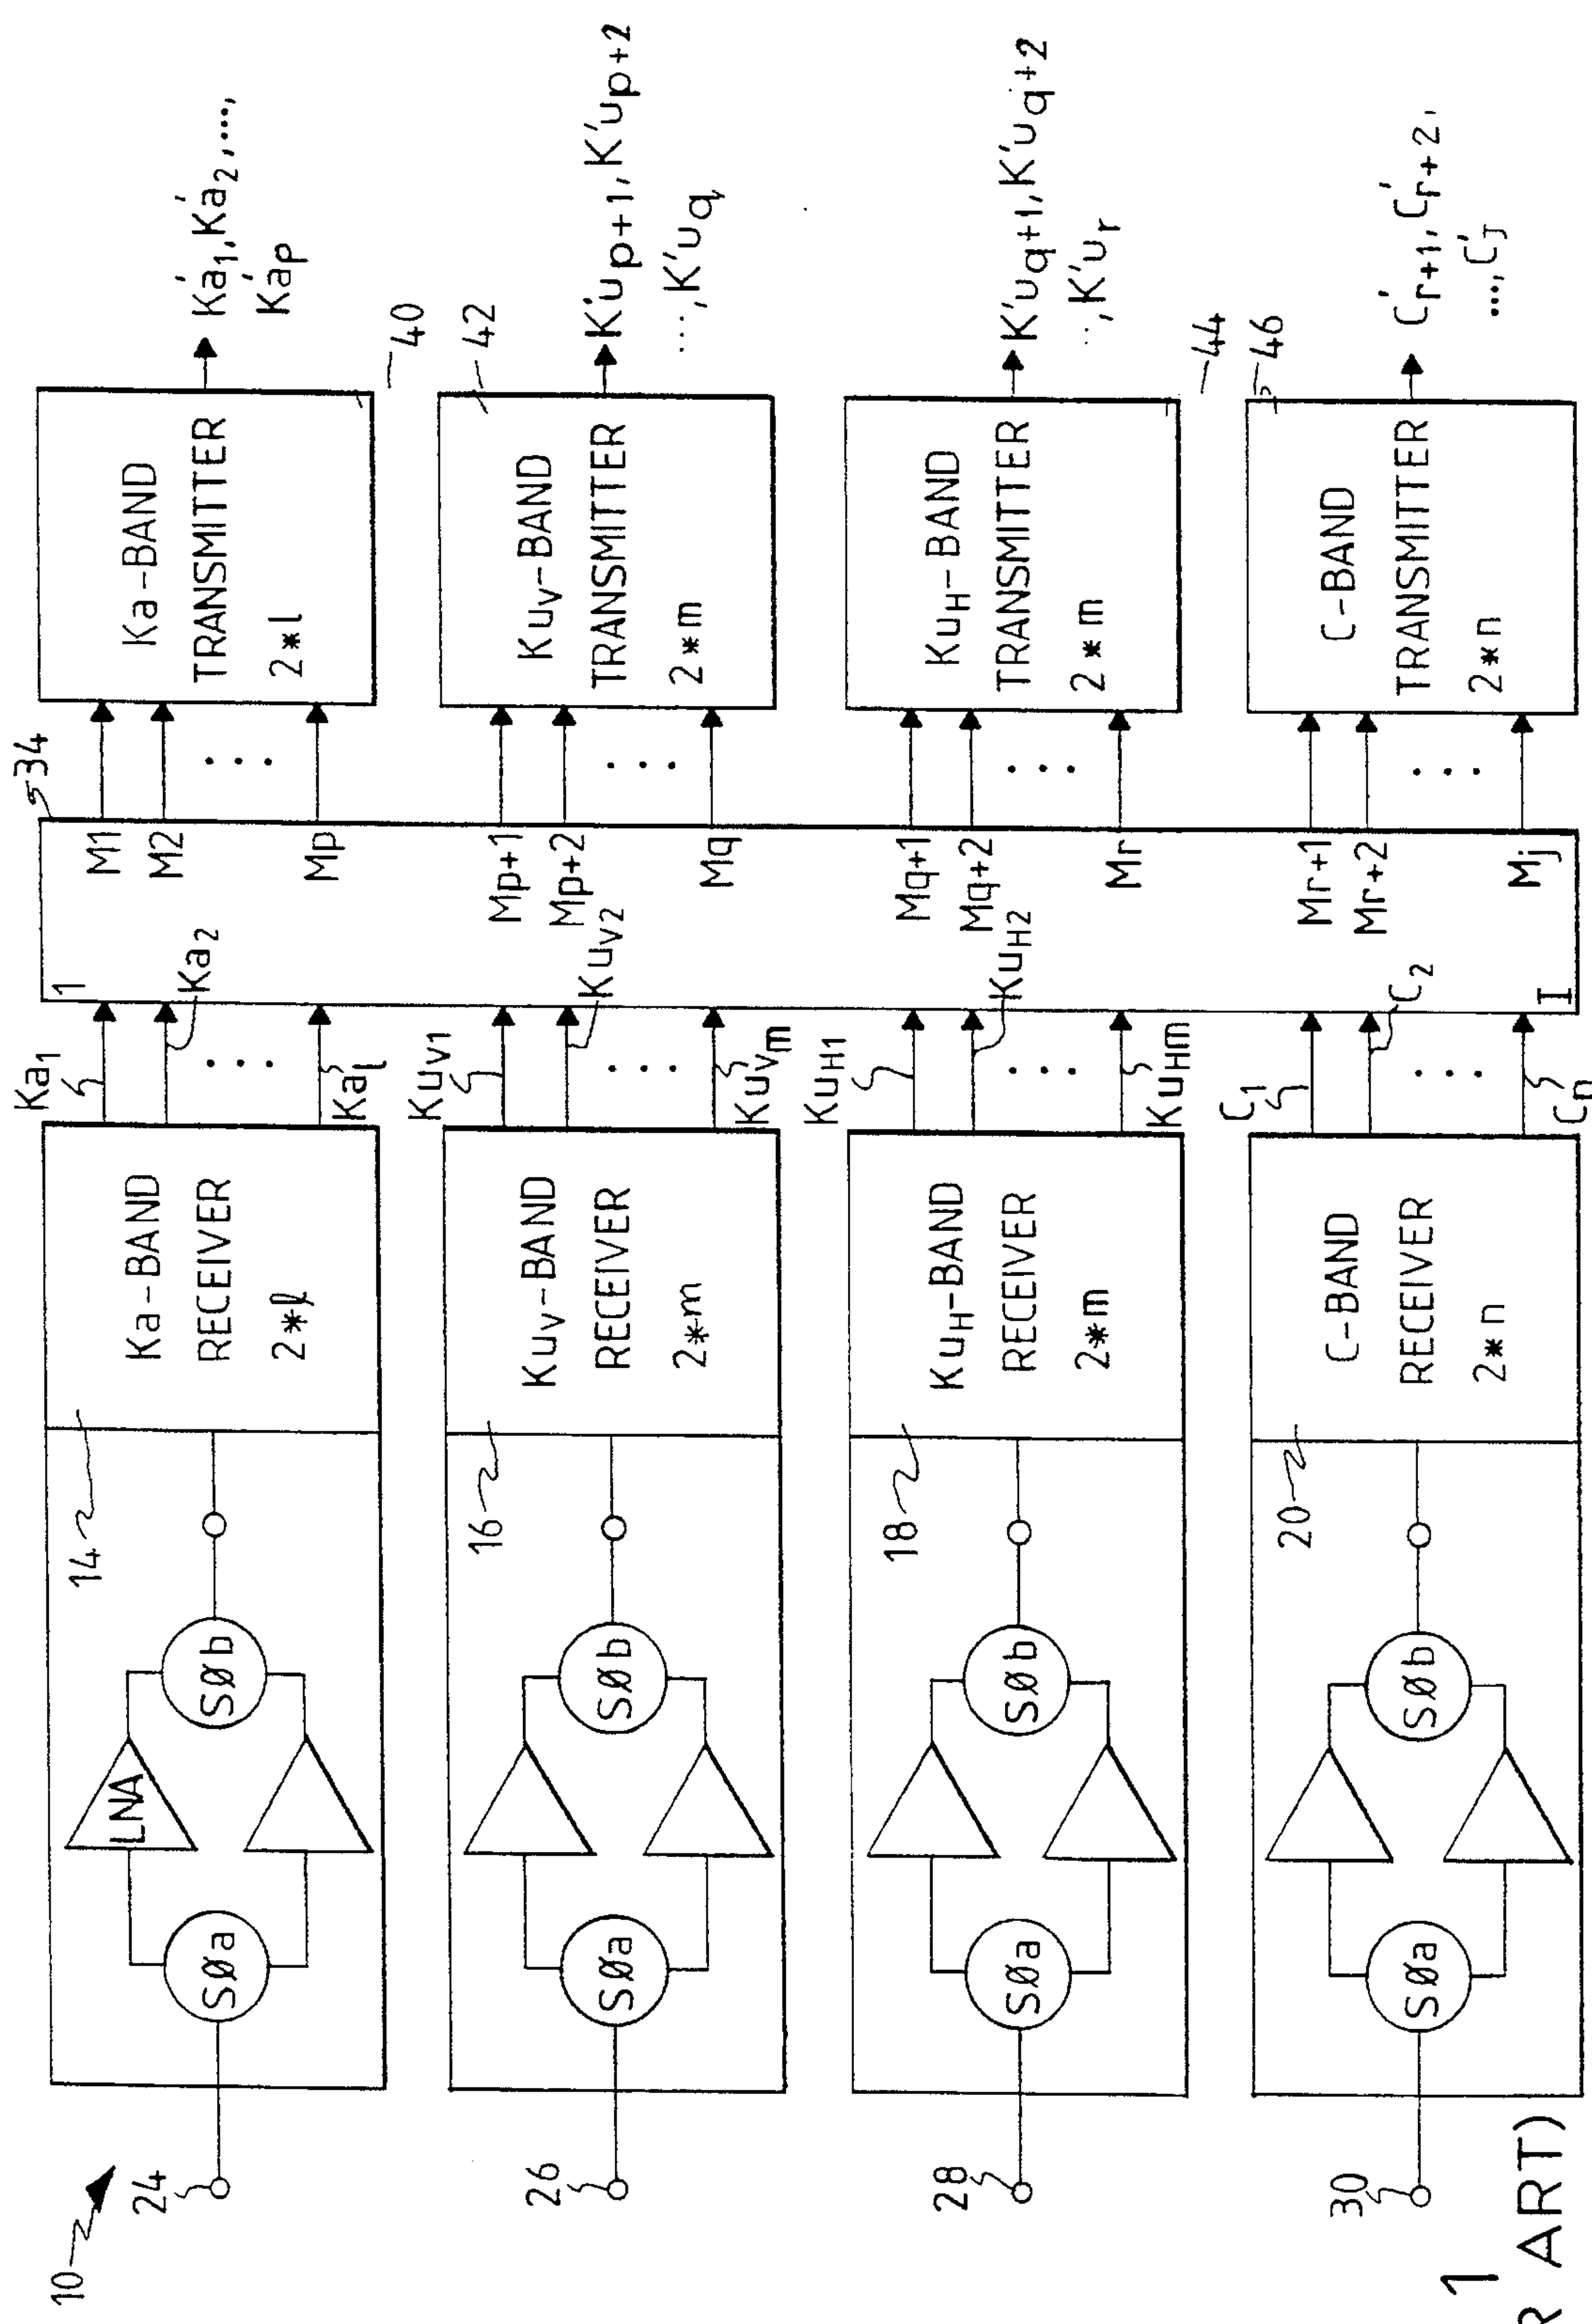 10
24
SØa
LNA
SØb
14
Ka-BAND
RECEIVER
2*l
Ka1
Ka2
Kal
1
34
M1
M2
Mp
Ka-BAND
TRANSMITTER
2*l
40
K'a1, K'a2, ...,
K'ap
26
SØa
SØb
16
KuV-BAND
RECEIVER
2*m
KuV1
KuV2
KuVm
Mp+1
Mp+2
Mq
KuV-BAND
TRANSMITTER
2*m
42
K'up+1, K'up+2
..., K'uq
28
SØa
SØb
18
KuH-BAND
RECEIVER
2*m
KuH1
KuH2
KuHm
Mq+1
Mq+2
Mr
KuH-BAND
TRANSMITTER
2*m
44
K'uq+1, K'uq+2
..., K'ur
30
SØa
SØb
20
C-BAND
RECEIVER
2*n
C1
C2
Cn
I
Mr+1
Mr+2
Mj
C-BAND
TRANSMITTER
2*n
46
C'r+1, C'r+2,
..., C'J
1
R ART)